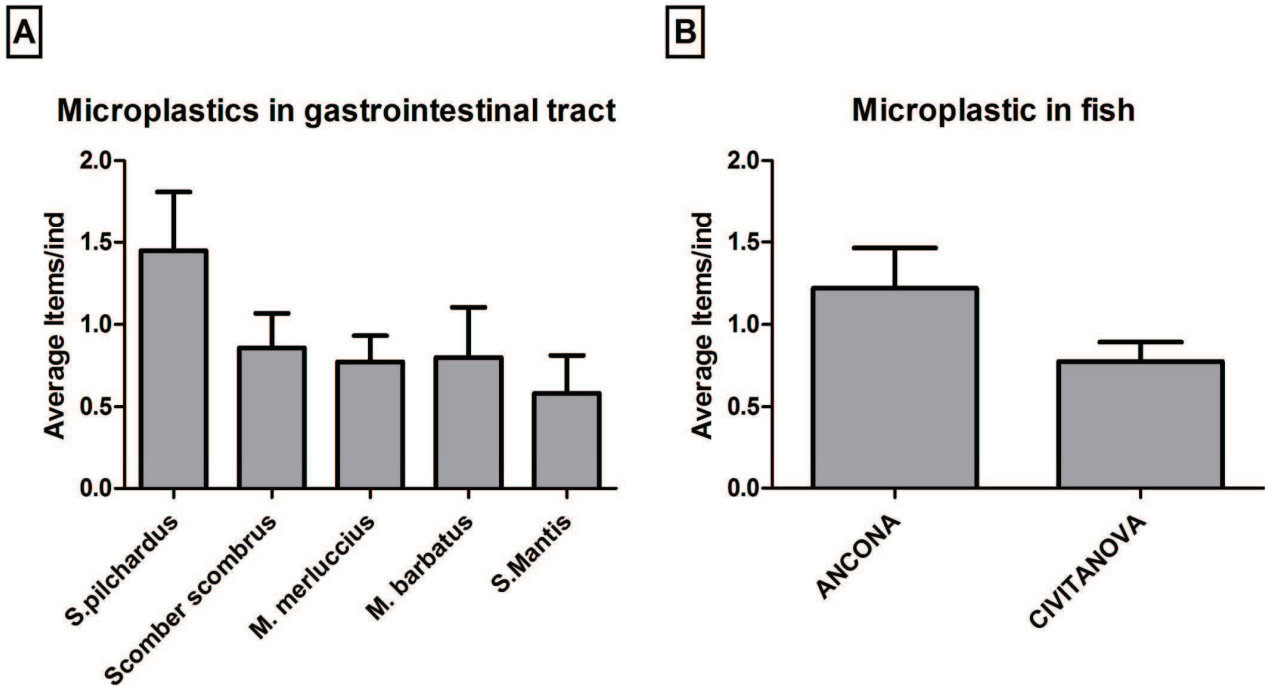 A
Microplastics in gastrointestinal tract
Average Items/ind
2.0
1.5
1.0
0.5
0.0
S.pilchardus
Scomber scombrus
M. merluccius
M. barbatus
S.Mantis
B
Microplastic in fish
Average Items/ind
2.0
1.5
1.0
0.5
0.0
ANCONA
CIVITANOVA